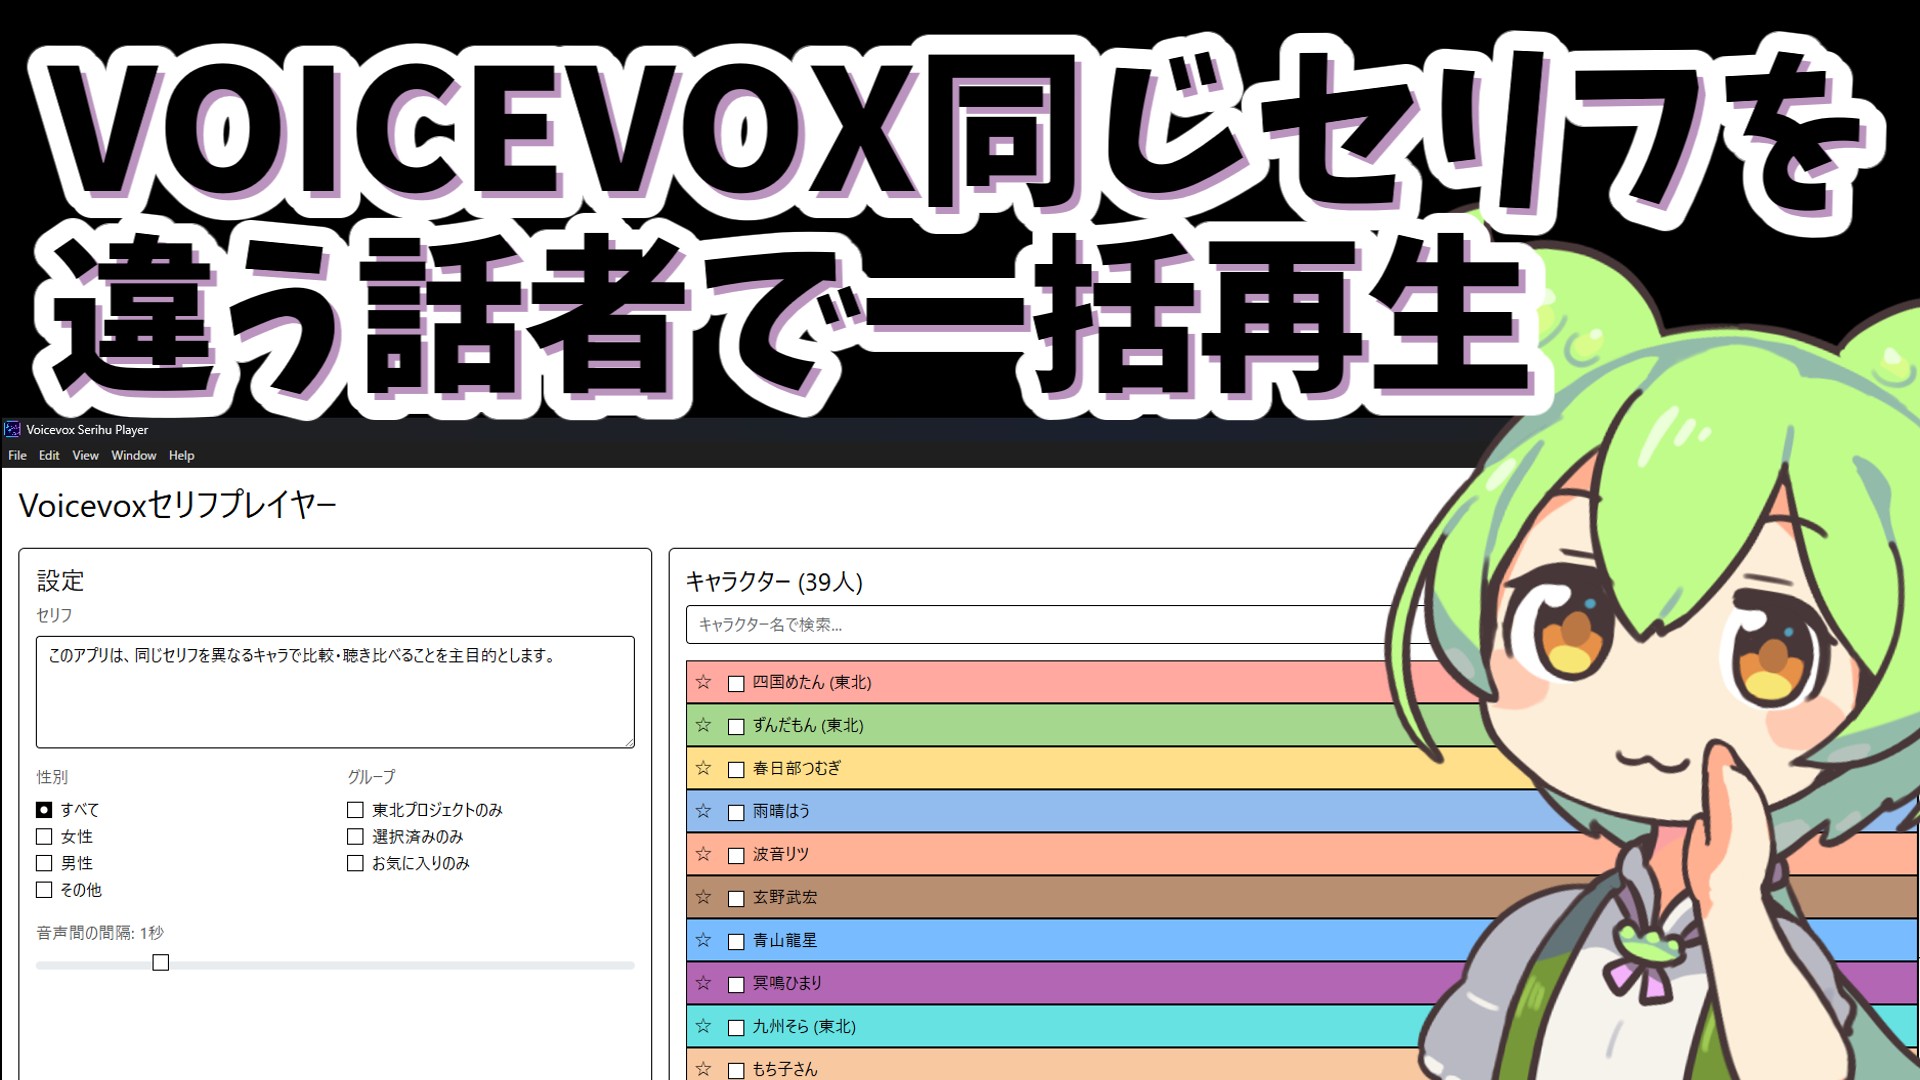 VOICEVOX同じセリフを
違う話者で一括再生
Voicevox Serihu Player
File Edit View Window Help
Voicevoxセリフプレイヤー
設定
セリフ
このアプリは、同じセリフを異なるキャラで比較・聴き比べることを主目的とします。
性別
すべて
女性
男性
その他
グループ
東北プロジェクトのみ
選択済みのみ
お気に入りのみ
音声間の間隔: 1秒
キャラクター (39人)
キャラクター名で検索...
四国めたん (東北)
ずんだもん (東北)
春日部つむぎ
雨晴はう
波音リツ
玄野武宏
青山龍星
冥鳴ひまり
九州そら (東北)
もち子さん